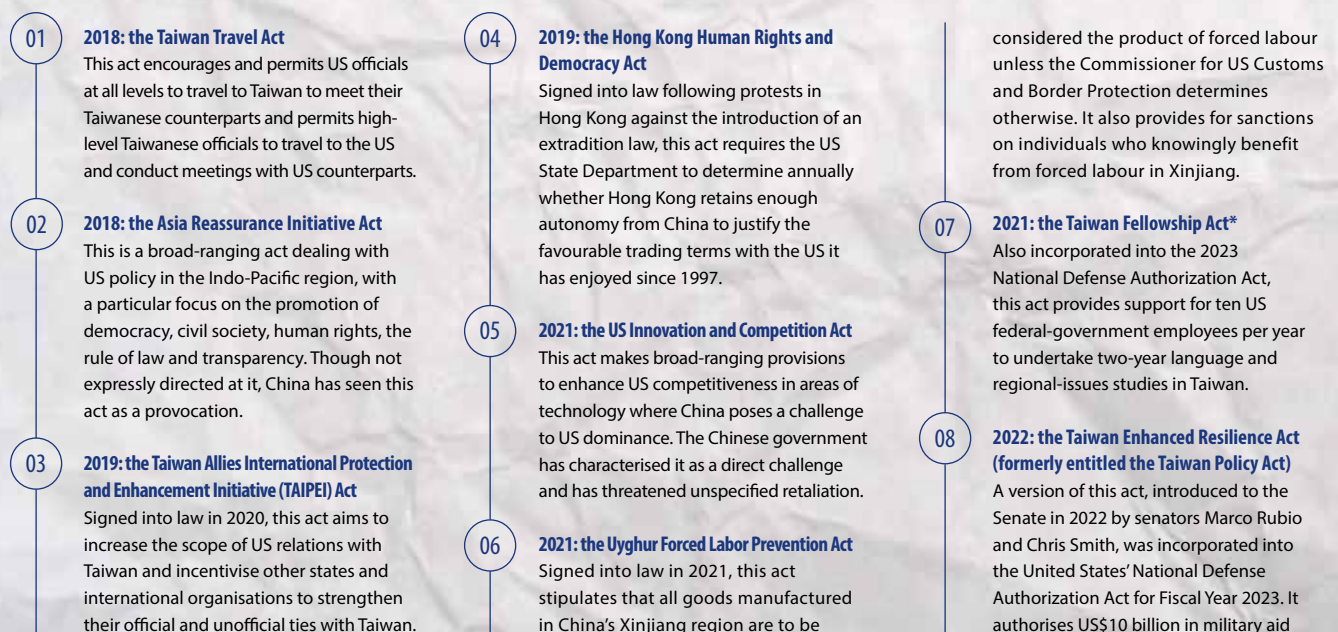 01
2018: the Taiwan Travel Act
This act encourages and permits US officials
at all levels to travel to Taiwan to meet their
Taiwanese counterparts and permits high-
level Taiwanese officials to travel to the US
and conduct meetings with US counterparts.
02
2018: the Asia Reassurance Initiative Act
This is a broad-ranging act dealing with
US policy in the Indo-Pacific region, with
a particular focus on the promotion of
democracy, civil society, human rights, the
rule of law and transparency. Though not
expressly directed at it, China has seen this
act as a provocation.
03
2019: the Taiwan Allies International Protection
and Enhancement Initiative (TAIPEI) Act
Signed into law in 2020, this act aims to
increase the scope of US relations with
Taiwan and incentivise other states and
international organisations to strengthen
their official and unofficial ties with Taiwan.
04
2019: the Hong Kong Human Rights and
Democracy Act
Signed into law following protests in
Hong Kong against the introduction of an
extradition law, this act requires the US
State Department to determine annually
whether Hong Kong retains enough
autonomy from China to justify the
favourable trading terms with the US it
has enjoyed since 1997.
05
2021: the US Innovation and Competition Act
This act makes broad-ranging provisions
to enhance US competitiveness in areas of
technology where China poses a challenge
to US dominance. The Chinese government
has characterised it as a direct challenge
and has threatened unspecified retaliation.
06
2021: the Uyghur Forced Labor Prevention Act
Signed into law in 2021, this act
stipulates that all goods manufactured
in China's Xinjiang region are to be
considered the product of forced labour
unless the Commissioner for US Customs
and Border Protection determines
otherwise. It also provides for sanctions
on individuals who knowingly benefit
from forced labour in Xinjiang.
07
2021: the Taiwan Fellowship Act*
Also incorporated into the 2023
National Defense Authorization Act,
this act provides support for ten US
federal-government employees per year
to undertake two-year language and
regional-issues studies in Taiwan.
08
2022: the Taiwan Enhanced Resilience Act
(formerly entitled the Taiwan Policy Act)
A version of this act, introduced to the
Senate in 2022 by senators Marco Rubio
and Chris Smith, was incorporated into
the United States' National Defense
Authorization Act for Fiscal Year 2023. It
authorises US$10 billion in military aid